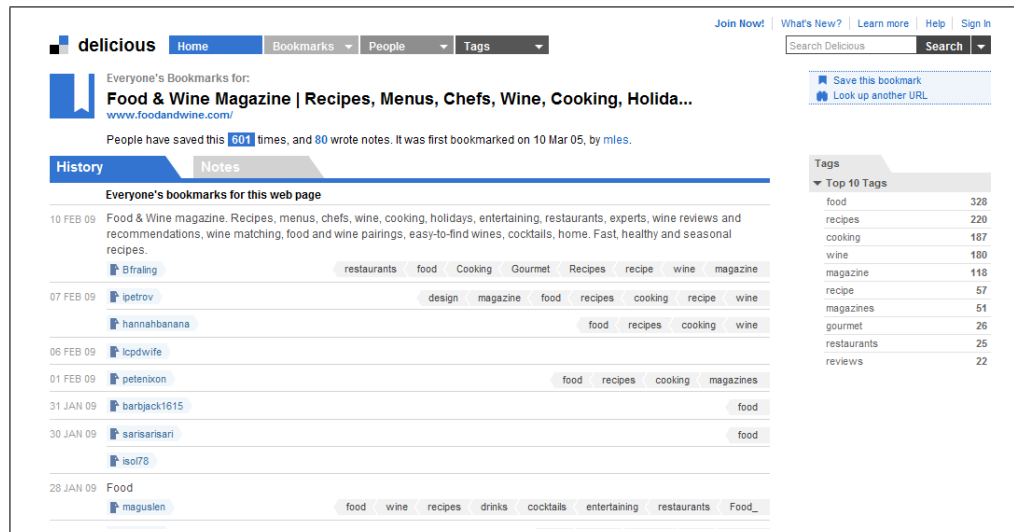 Join Now! What's New? Learn more Help Sign In
delicious Home Bookmarks People Tags Search Delicious Search
Everyone's Bookmarks for:
Food & Wine Magazine | Recipes, Menus, Chefs, Wine, Cooking, Holida...
www.foodandwine.com/
Save this bookmark
Look up another URL
People have saved this 601 times, and 80 wrote notes. It was first bookmarked on 10 Mar 05, by mles.
History Notes
Everyone's bookmarks for this web page
10 FEB 09 Food & Wine magazine. Recipes, menus, chefs, wine, cooking, holidays, entertaining, restaurants, experts, wine reviews and
recommendations, wine matching, food and wine pairings, easy-to-find wines, cocktails, home. Fast, healthy and seasonal
recipes.
Bfraling restaurants food Cooking Gourmet Recipes recipe wine magazine
07 FEB 09 ipetrov design magazine food recipes cooking recipe wine
hannahbanana food recipes cooking wine
06 FEB 09 lcpdwife
01 FEB 09 petenixon food recipes cooking magazines
31 JAN 09 barbjack1615 food
30 JAN 09 sarisarisari food
isol78
28 JAN 09 Food
maguslen food wine recipes drinks cocktails entertaining restaurants Food_
Tags
Top 10 Tags
food 328
recipes 220
cooking 187
wine 180
magazine 118
recipe 57
magazines 51
gourmet 26
restaurants 25
reviews 22